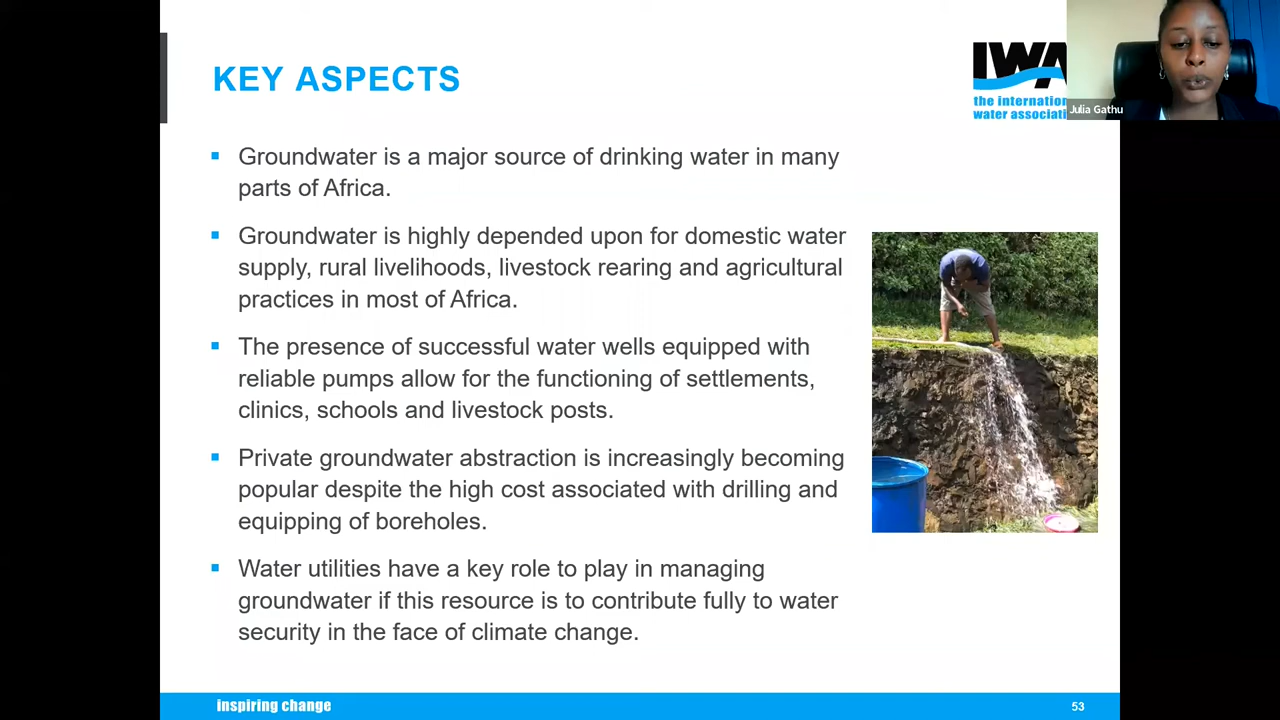 KEY ASPECTS
IWA
the internation
water associati
Julia Gathu
Groundwater is a major source of drinking water in many
parts of Africa.
Groundwater is highly depended upon for domestic water
supply, rural livelihoods, livestock rearing and agricultural
practices in most of Africa.
The presence of successful water wells equipped with
reliable pumps allow for the functioning of settlements,
clinics, schools and livestock posts.
Private groundwater abstraction is increasingly becoming
popular despite the high cost associated with drilling and
equipping of boreholes.
Water utilities have a key role to play in managing
groundwater if this resource is to contribute fully to water
security in the face of climate change.
inspiring change
53